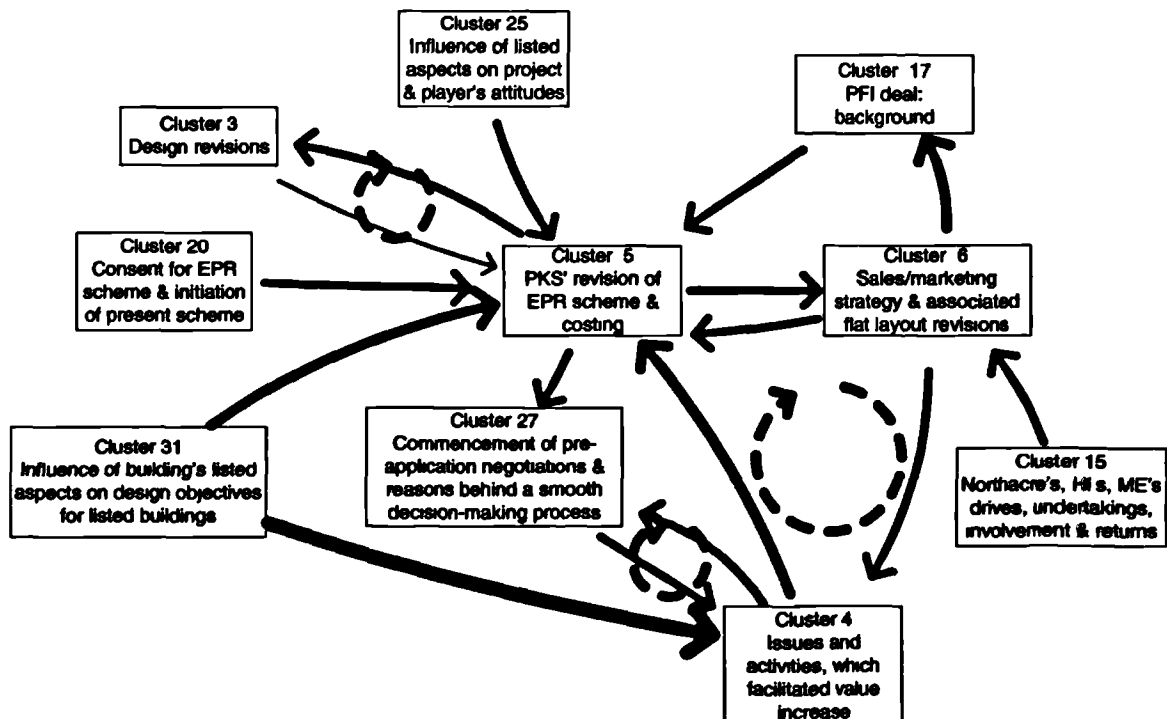 Cluster 25
Influence of listed
aspects on project
& player's attitudes
Cluster 17
PFI deal:
background
Cluster 3
Design revisions
Cluster 20
Consent for EPR
scheme & initiation
of present scheme
Cluster 5
PKS' revision of
EPR scheme &
costing
Cluster 6
Sales/marketing
strategy & associated
flat layout revisions
Cluster 27
Commencement of pre-
application negotiations &
reasons behind a smooth
decision-making process
Cluster 31
Influence of building's listed
aspects on design objectives
for listed buildings
Cluster 15
Northacre's, HI's, ME's
drives, undertakings,
involvement & returns
Cluster 4
Issues and
activities, which
facilitated value
increase